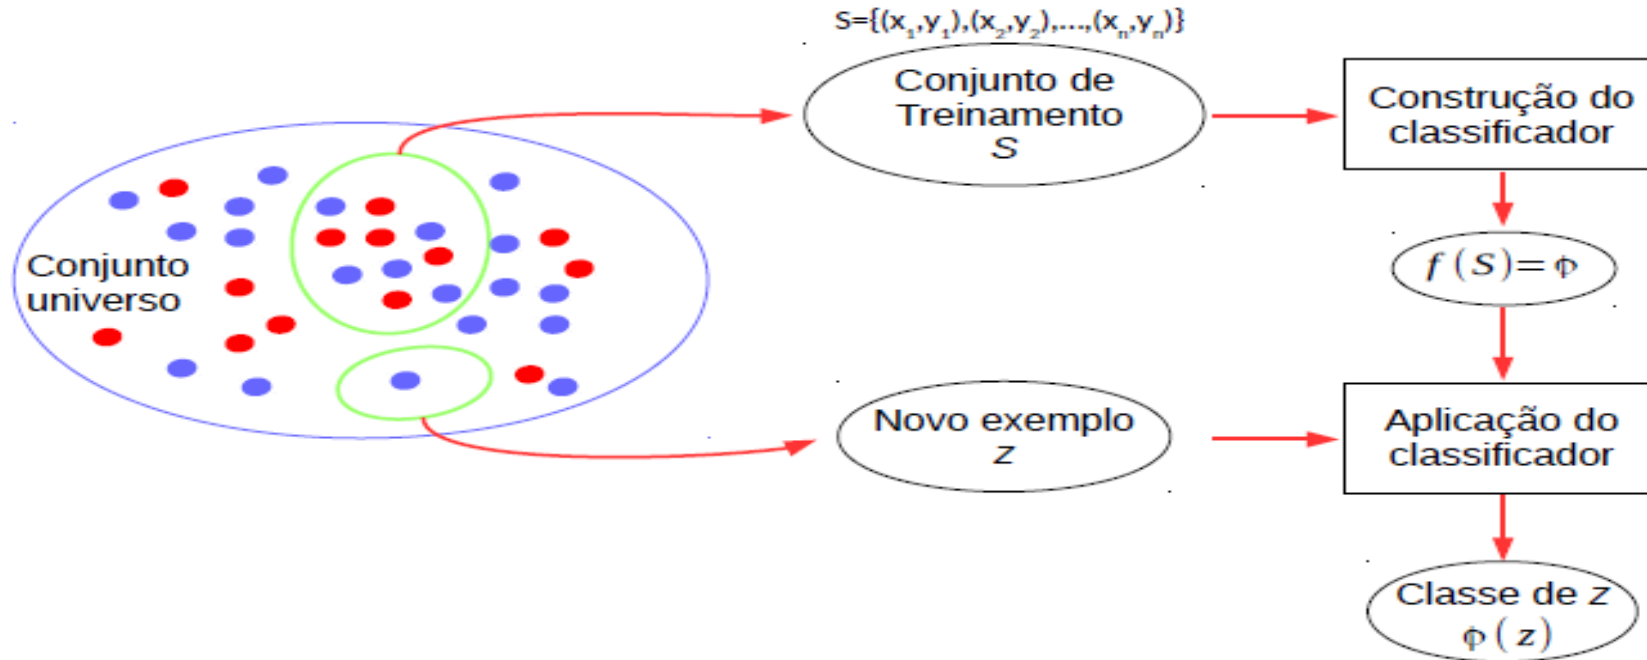 S={(x₁,y₁),(x₂,y₂),...,(xₙ,yₙ)}
Conjunto de
Treinamento
S
Construção do
classificador
f(S)=φ
Conjunto
universo
Novo exemplo
z
Aplicação do
classificador
Classe de z
φ(z)